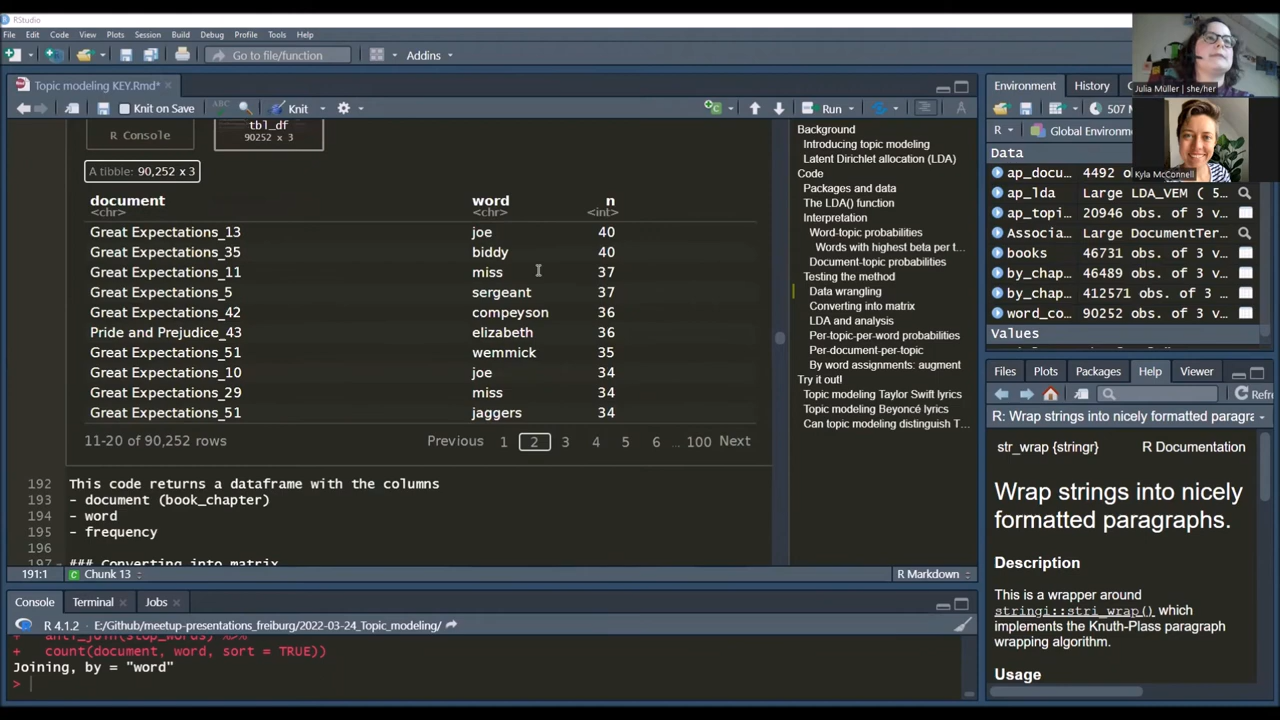 RStudio
File Edit Code View Plots Session Build Debug Profile Tools Help
Go to file/function Addins
Topic modeling KEY.Rmd*
Knit on Save ABC Knit Run
R Console
tbl_df
90252 x 3
A tibble: 90,252 x 3
document word n
<chr> <chr> <int>
Great Expectations_13 joe 40
Great Expectations_35 biddy 40
Great Expectations_11 miss 37
Great Expectations_5 sergeant 37
Great Expectations_42 compeyson 36
Pride and Prejudice_43 elizabeth 36
Great Expectations_51 wemmick 35
Great Expectations_10 joe 34
Great Expectations_29 miss 34
Great Expectations_51 jaggers 34
11-20 of 90,252 rows Previous 1 2 3 4 5 6 ... 100 Next
192 This code returns a dataframe with the columns
193 - document (book_chapter)
194 - word
195 - frequency
196
197 ### Converting into matrix
191:1 Chunk 13 R Markdown
Background
Introducing topic modeling
Latent Dirichlet allocation (LDA)
Code
Packages and data
The LDA() function
Interpretation
Word-topic probabilities
Words with highest beta per t...
Document-topic probabilities
Testing the method
Data wrangling
Converting into matrix
LDA and analysis
Per-topic-per-word probabilities
Per-document-per-topic
By word assignments: augment
Try it out!
Topic modeling Taylor Swift lyrics
Topic modeling Beyoncé lyrics
Can topic modeling distinguish T...
Console Terminal Jobs
R 4.1.2 · E:/Github/meetup-presentations_freiburg/2022-03-24_Topic_modeling/
+ anti_join(stop_words) %>%
+ count(document, word, sort = TRUE))
Joining, by = "word"
>
Julia Müller | she/her
Kyla McConnell
Environment History
507
R Global Environme
Data
ap_docu... 4492 ob
ap_lda Large LDA_VEM ( 5
ap_topi... 20946 obs. of 3 v
Associa... Large DocumentTer
books 46731 obs. of 3 v
by_chap... 46489 obs. of 3 v
by_chap... 412571 obs. of 3
word_co... 90252 obs. of 3 v
Values
Files Plots Packages Help Viewer
Refre
R: Wrap strings into nicely formatted paragra
str_wrap {stringr} R Documentation
Wrap strings into nicely
formatted paragraphs.
Description
This is a wrapper around
stringi::stri_wrap() which
implements the Knuth-Plass paragraph
wrapping algorithm.
Usage